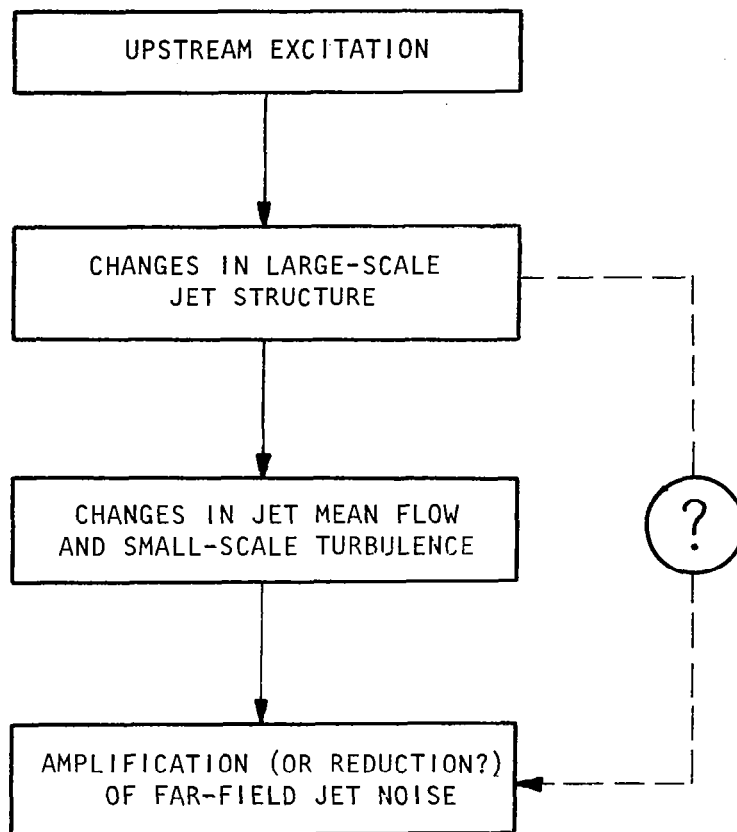 UPSTREAM EXCITATION
CHANGES IN LARGE-SCALE
JET STRUCTURE
CHANGES IN JET MEAN FLOW
AND SMALL-SCALE TURBULENCE
?
AMPLIFICATION (OR REDUCTION?)
OF FAR-FIELD JET NOISE